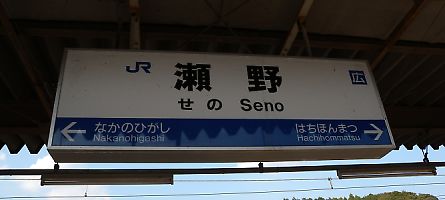 JR 瀬野 広
せの Seno
なかのひがし はちほんまつ
Nakanohigashi Hachihommatsu